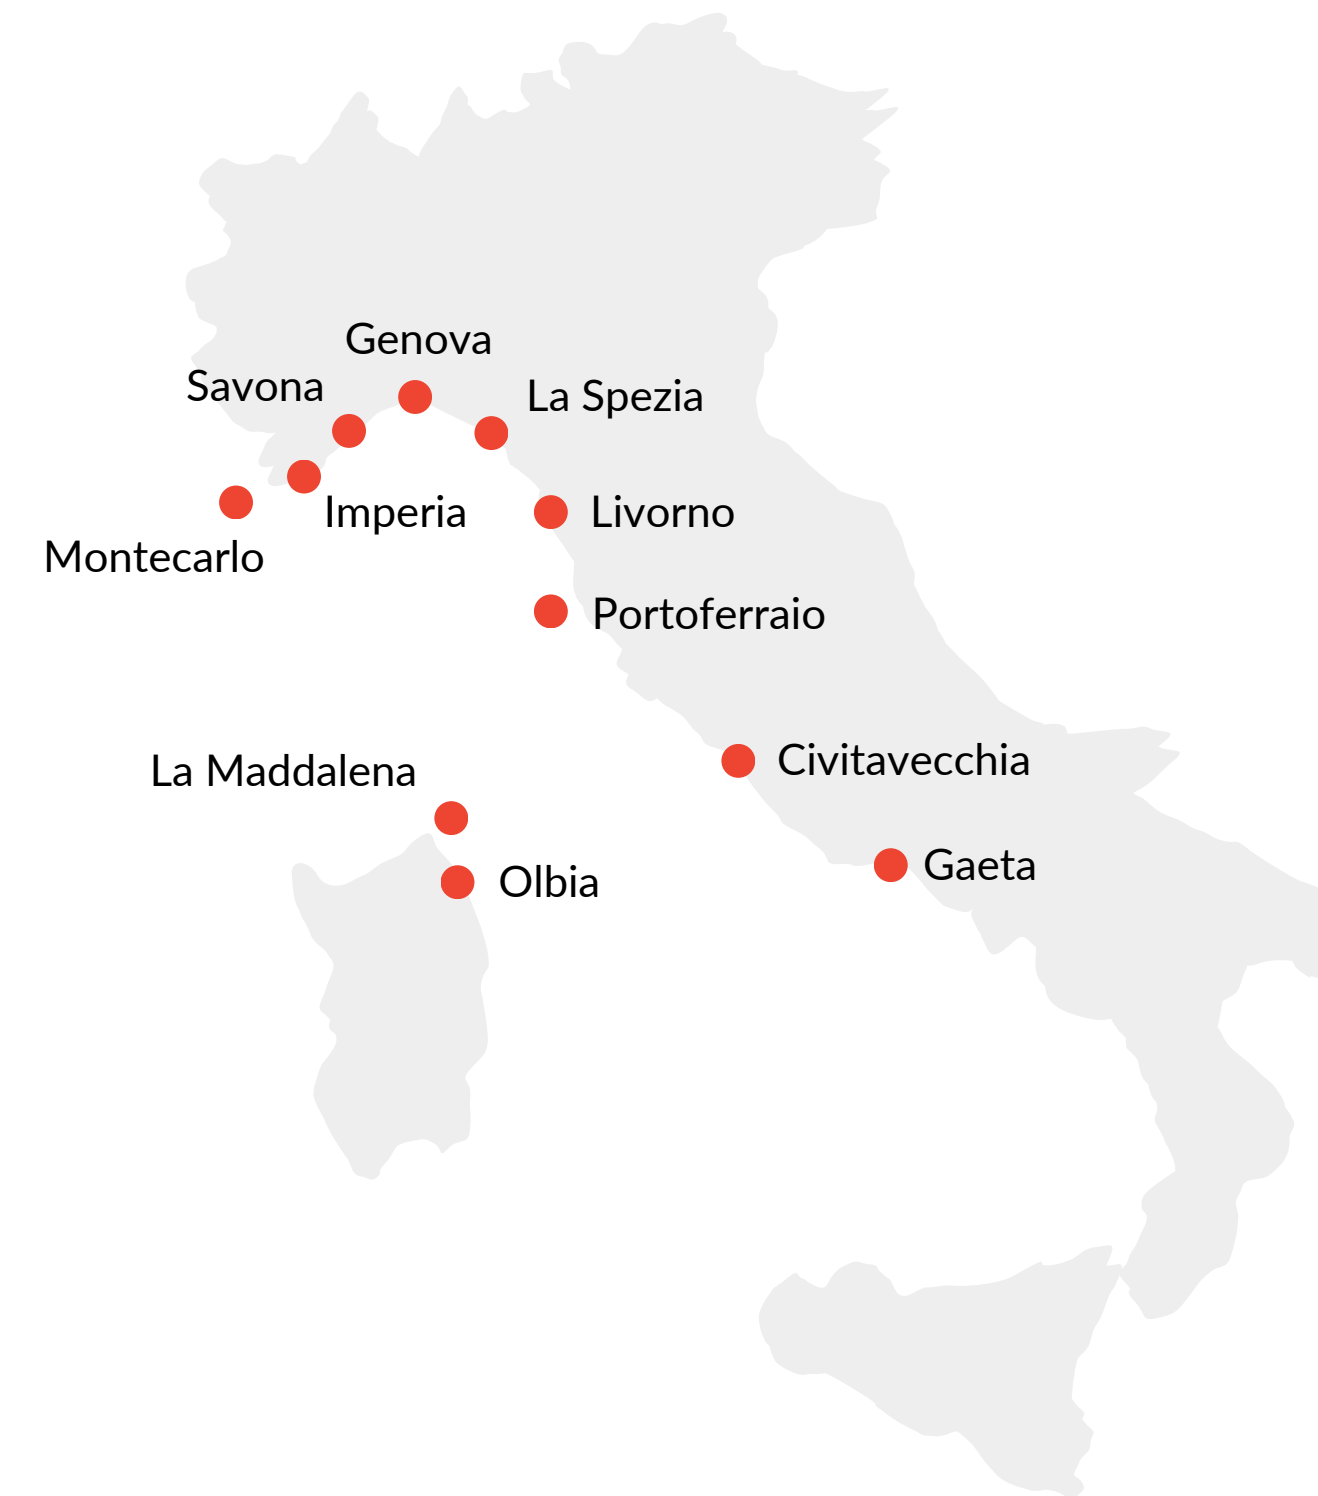 Genova
Savona
La Spezia
Imperia
Livorno
Montecarlo
Portoferraio
Civitavecchia
La Maddalena
Gaeta
Olbia